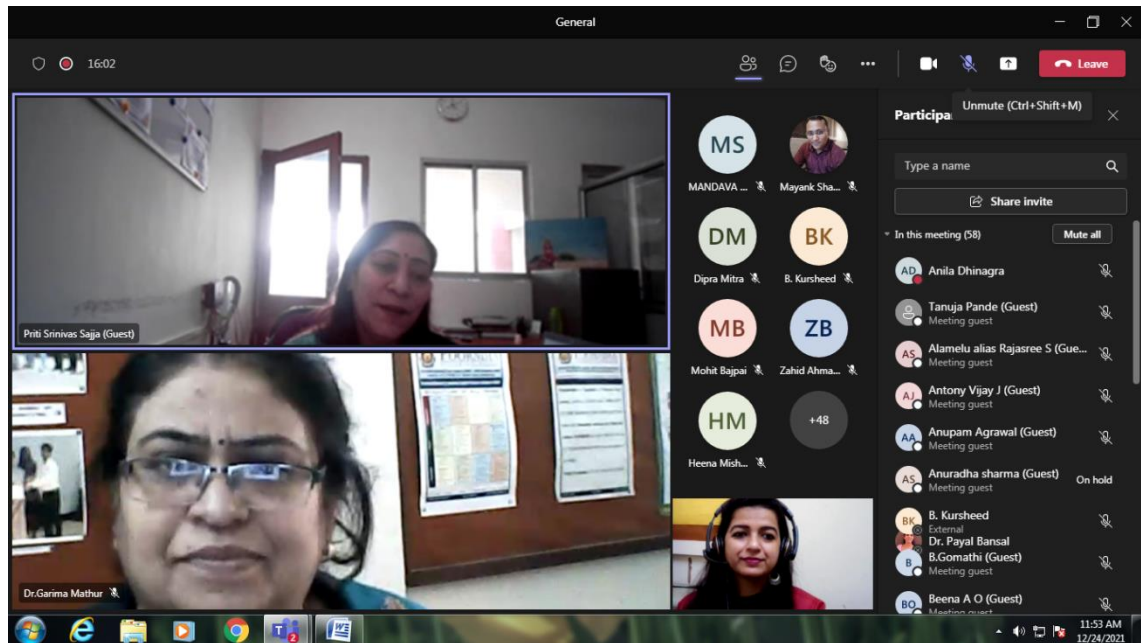 General
16:02
Leave
Unmute (Ctrl+Shift+M)
Priti Srinivas Sajja (Guest)
Dr.Garima Mathur
MS
MANDAVA ...
Mayank Sha...
DM
Dipra Mitra
BK
B. Kursheed
MB
Mohit Bajpai
ZB
Zahid Ahma...
HM
Heena Mish...
+48
Participa
Type a name
Share invite
In this meeting (58)
Mute all
AD
Anila Dhinagra
Tanuja Pande (Guest)
Meeting guest
AS
Alamelu alias Rajasree S (Gue...
Meeting guest
AJ
Antony Vijay J (Guest)
Meeting guest
AA
Anupam Agrawal (Guest)
Meeting guest
AS
Anuradha sharma (Guest)
On hold
Meeting guest
BK
B. Kursheed
External
Dr. Payal Bansal
B
B.Gomathi (Guest)
Meeting guest
BO
Beena A O (Guest)
Meeting guest
11:53 AM
12/24/2021